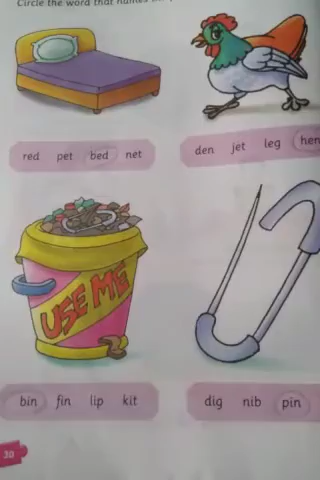 Circle the word that names
red pet bed net
den jet leg hen
USE ME
bin fin lip kit
dig nib pin
30